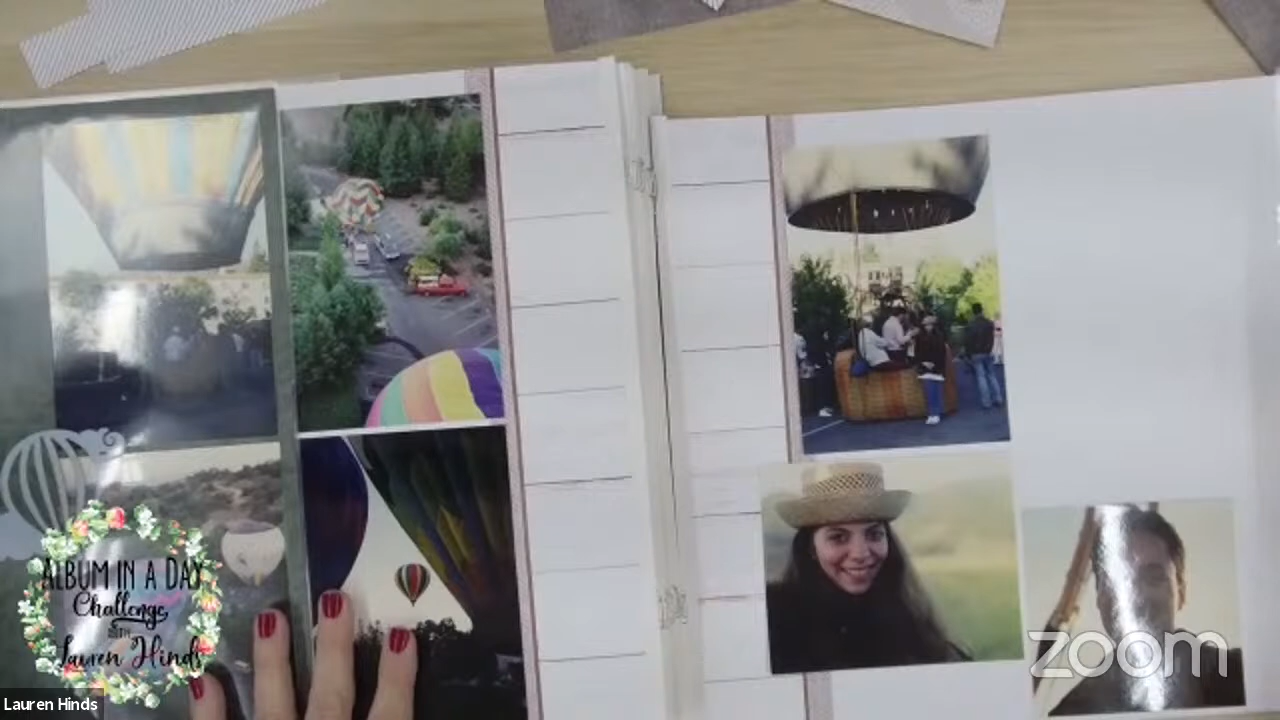 ALBUM IN A DAY
Challenge
WITH
Lauren Hinds
Lauren Hinds
zoom